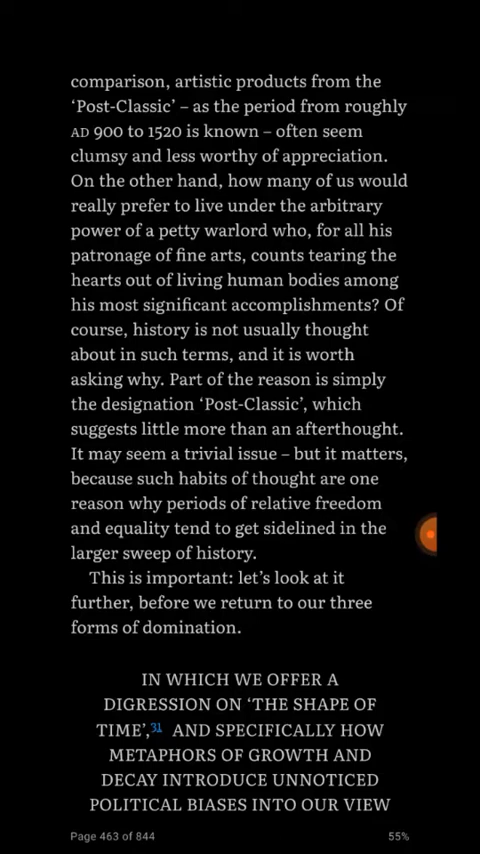 comparison, artistic products from the
‘Post-Classic’ – as the period from roughly
AD 900 to 1520 is known – often seem
clumsy and less worthy of appreciation.
On the other hand, how many of us would
really prefer to live under the arbitrary
power of a petty warlord who, for all his
patronage of fine arts, counts tearing the
hearts out of living human bodies among
his most significant accomplishments? Of
course, history is not usually thought
about in such terms, and it is worth
asking why. Part of the reason is simply
the designation ‘Post-Classic’, which
suggests little more than an afterthought.
It may seem a trivial issue – but it matters,
because such habits of thought are one
reason why periods of relative freedom
and equality tend to get sidelined in the
larger sweep of history.
This is important: let’s look at it
further, before we return to our three
forms of domination.
IN WHICH WE OFFER A
DIGRESSION ON ‘THE SHAPE OF
TIME’,31 AND SPECIFICALLY HOW
METAPHORS OF GROWTH AND
DECAY INTRODUCE UNNOTICED
POLITICAL BIASES INTO OUR VIEW
Page 463 of 844
55%